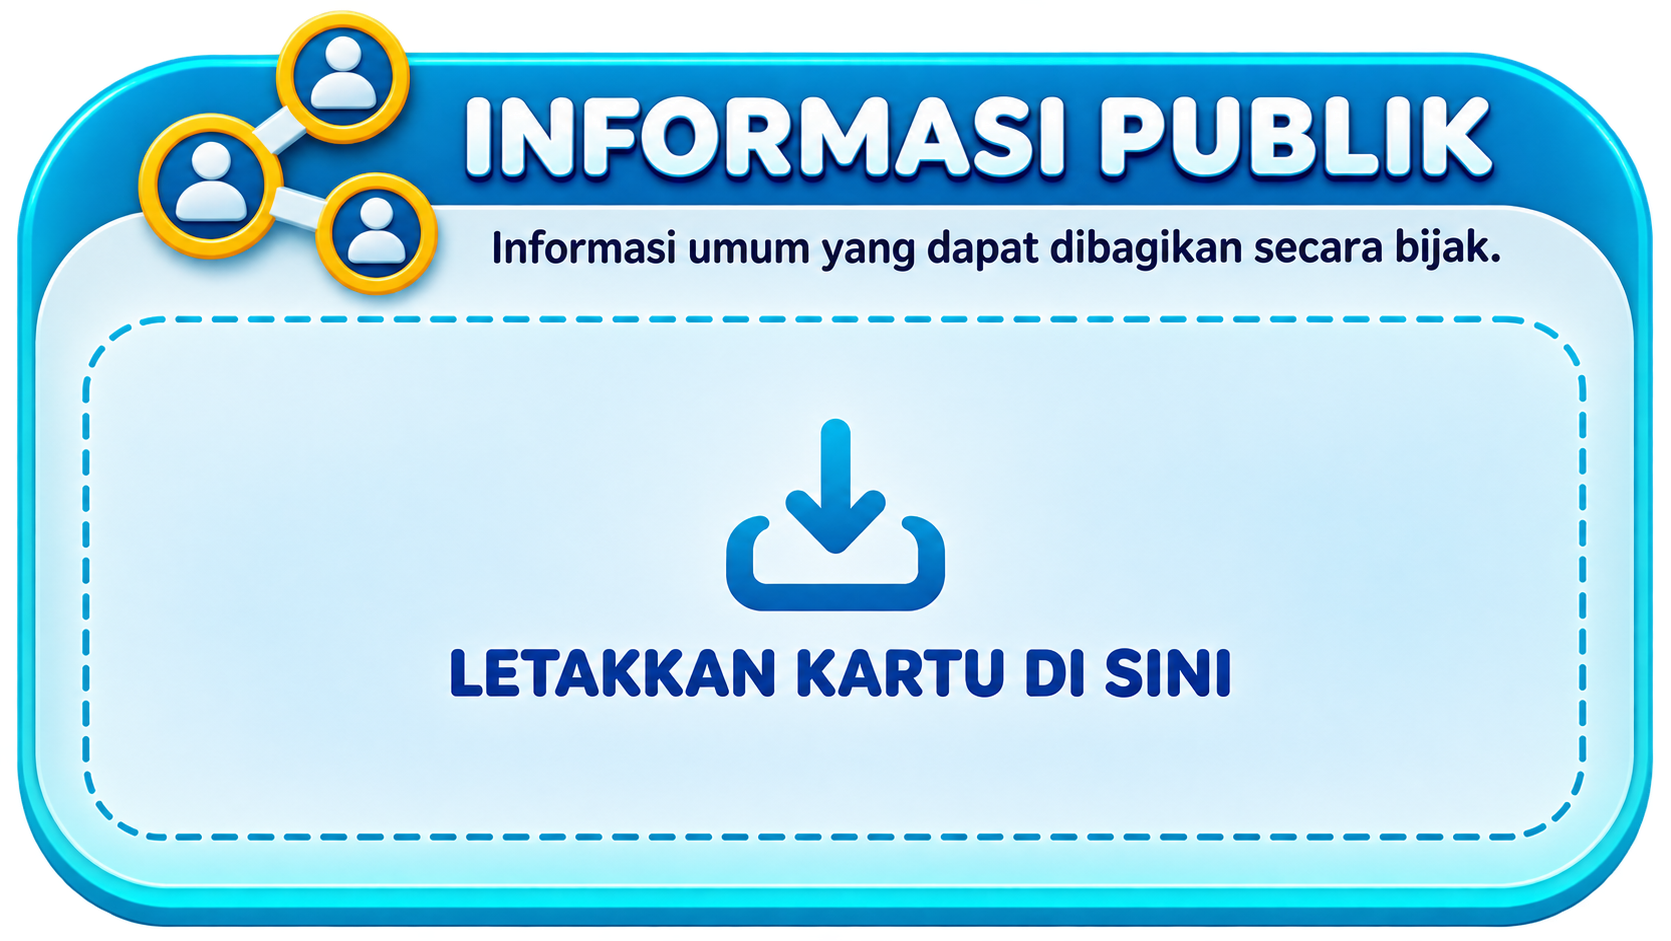 INFORMASI PUBLIK
Informasi umum yang dapat dibagikan secara bijak.
LETAKKAN KARTU DI SINI